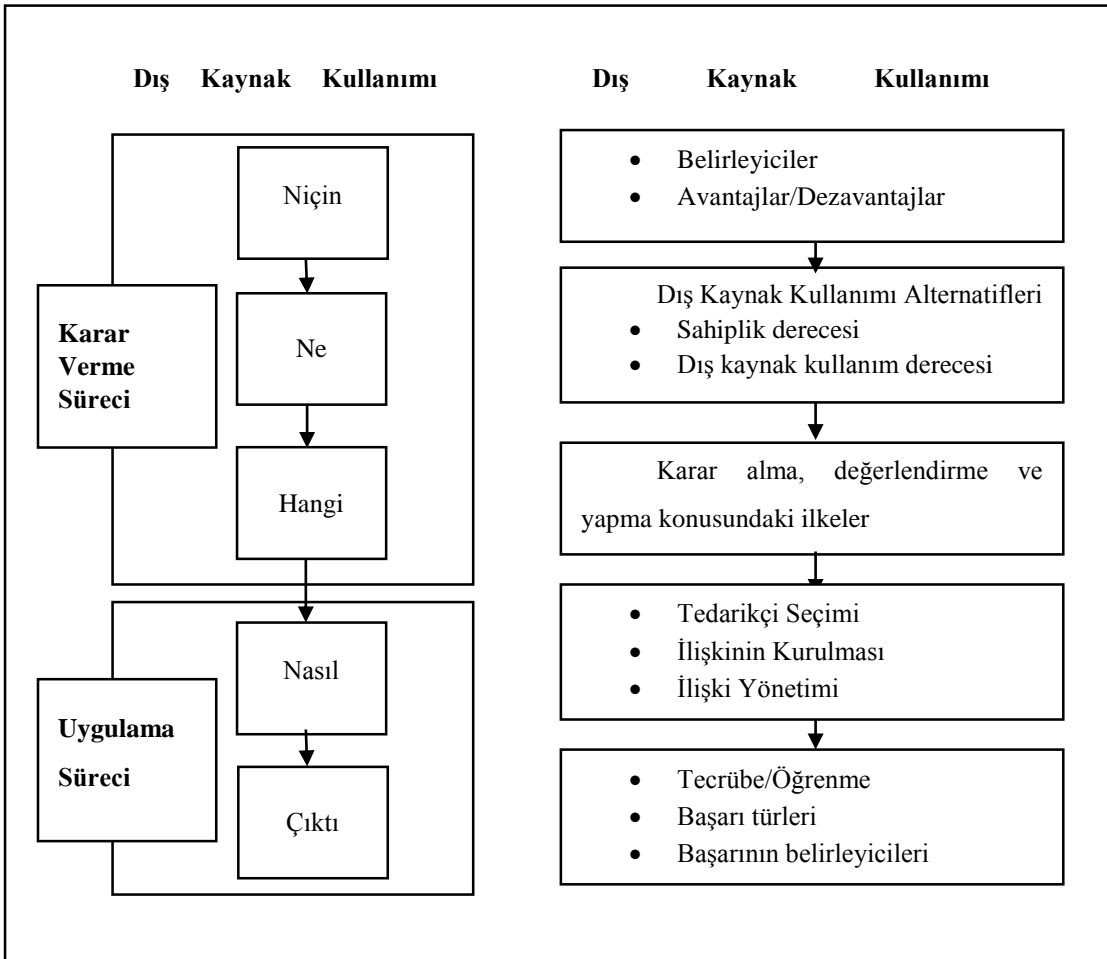 Dış Kaynak Kullanımı
Dış Kaynak Kullanımı
Karar
Verme
Süreci
Niçin
Ne
Hangi
Uygulama
Süreci
Nasıl
Çıktı
• Belirleyiciler
• Avantajlar/Dezavantajlar
Dış Kaynak Kullanımı Alternatifleri
• Sahiplik derecesi
• Dış kaynak kullanım derecesi
Karar alma, değerlendirme ve
yapma konusundaki ilkeler
• Tedarikçi Seçimi
• İlişkinin Kurulması
• İlişki Yönetimi
• Tecrübe/Öğrenme
• Başarı türleri
• Başarının belirleyicileri